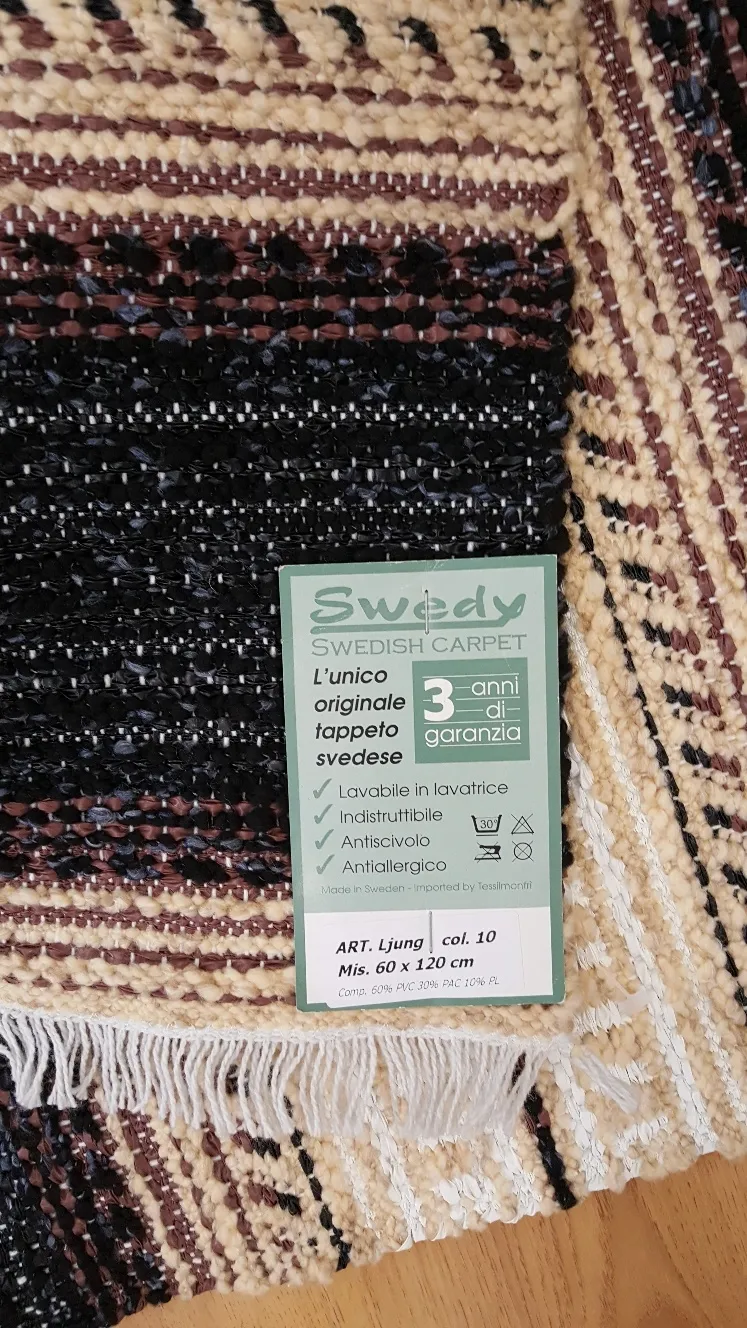 Swedy
SWEDISH CARPET
L'unico
originale
tappeto
svedese
3 anni
di
garanzia
Lavabile in lavatrice
Indistruttibile
Antiscivolo
Antiallergico
30°
Made in Sweden - Imported by Tessilmonfri
ART. Ljung col. 10
Mis. 60 x 120 cm
Comp. 60% PVC 30% PAC 10% PL